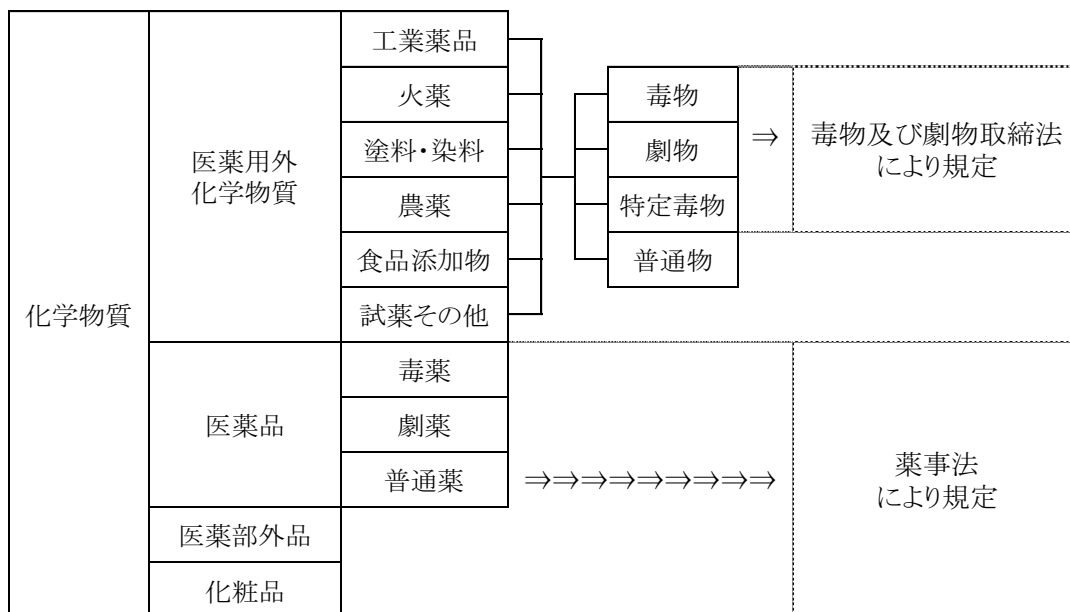 工業薬品
火薬
毒物
塗料・染料
劇物
⇒
毒物及び劇物取締法
により規定
医薬用外
化学物質
農薬
特定毒物
食品添加物
普通物
化学物質
試薬その他
毒薬
医薬品
劇薬
普通薬
⇒⇒⇒⇒⇒⇒⇒⇒⇒
薬事法
により規定
医薬部外品
化粧品